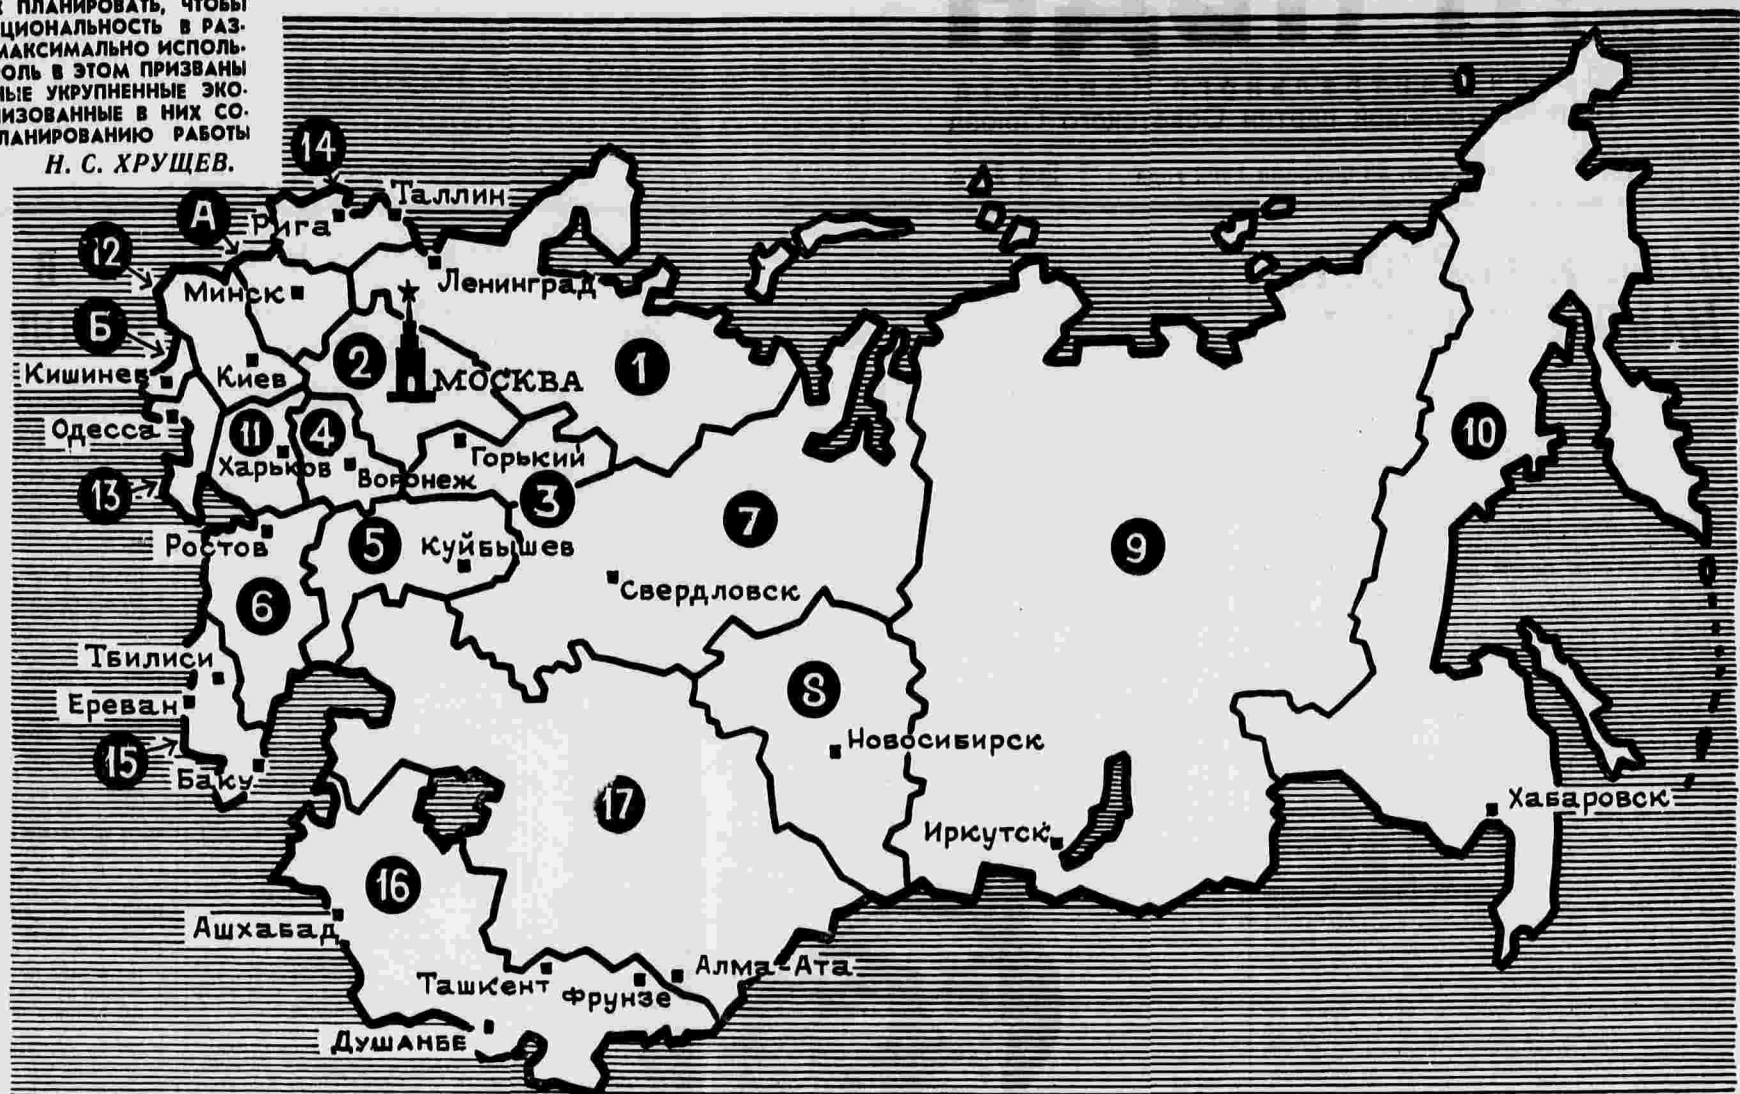 ПЛАНИРОВАТЬ, ЧТОБЫ
ЦИОНАЛЬНОСТЬ В РАЗ-
МАКСИМАЛЬНО ИСПОЛЬ-
ОЛЬ В ЭТОМ ПРИЗВАНЫ
НЫЕ УКРУПНЕННЫЕ ЭКО-
ИЗОВАННЫЕ В НИХ СО-
ЛАНИРОВАНИЮ РАБОТЫ
Н. С. ХРУЩЕВ.
14
Таллин
А
Рига
12
Ленинград
Минск
Б
2
1
Кишинев
Киев
МОСКВА
Одесса
11
4
10
Харьков
Горький
Воронеж
13
3
7
Ростов
5
Куйбышев
9
Свердловск
6
Тбилиси
8
Ереван
Новосибирск
15
Баку
17
Хабаровск
Иркутск
16
Ашхабад
Алма-Ата
Ташкент
Фрунзе
Душанбе